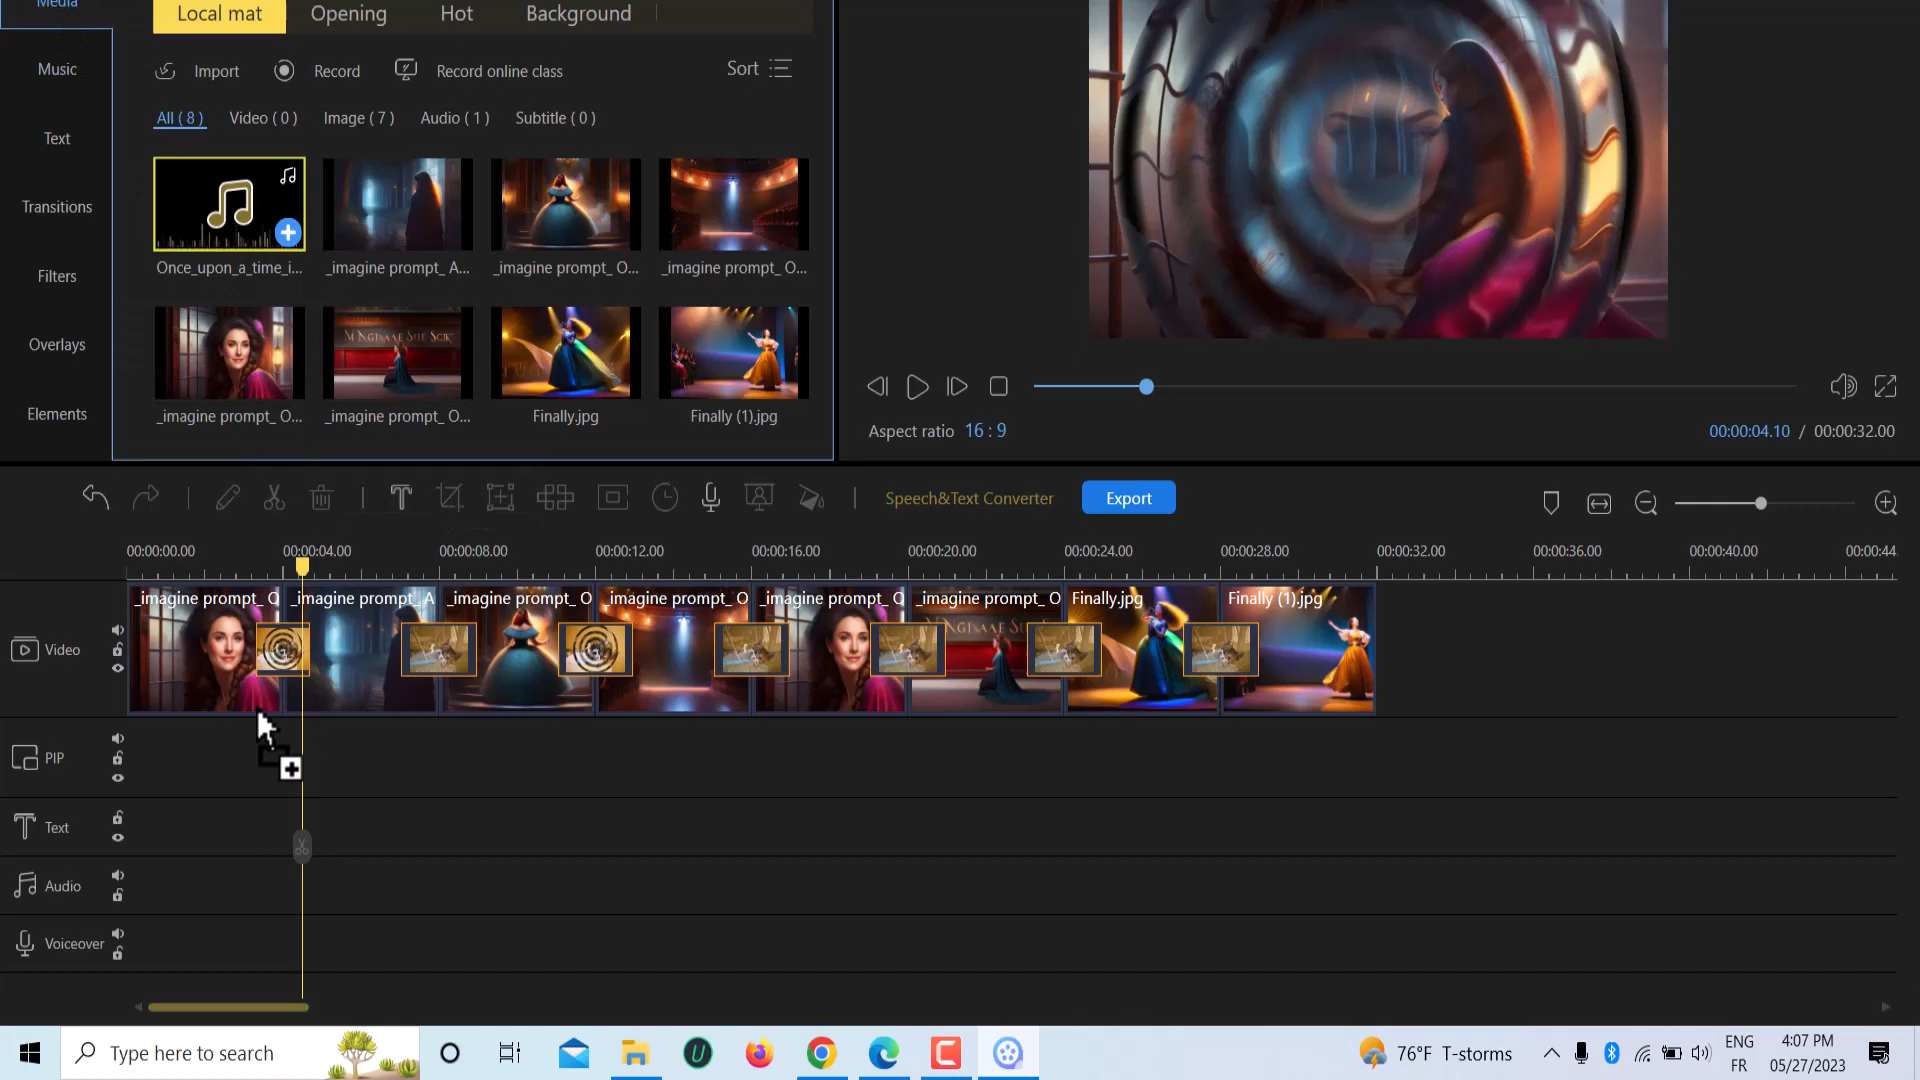 Media
Local mat
Opening
Hot
Background
Music
Import
Record
Record online class
Sort
All ( 8 )
Video ( 0 )
Image ( 7 )
Audio ( 1 )
Subtitle ( 0 )
Text
Transitions
Once_upon_a_time_i...
_imagine prompt_ A...
_imagine prompt_ O...
_imagine prompt_ O...
Filters
Overlays
Elements
_imagine prompt_ O...
_imagine prompt_ O...
Finally.jpg
Finally (1).jpg
Aspect ratio 16 : 9
00:00:04.10 / 00:00:32.00
Speech&Text Converter
Export
00:00:00.00
00:00:04.00
00:00:08.00
00:00:12.00
00:00:16.00
00:00:20.00
00:00:24.00
00:00:28.00
00:00:32.00
00:00:36.00
00:00:40.00
00:00:44
_imagine prompt_ O
_imagine prompt_ A
_imagine prompt_ O
_imagine prompt_ O
_imagine prompt_ O
_imagine prompt_ O
Finally.jpg
Finally (1).jpg
Video
PIP
Text
Audio
Voiceover
Type here to search
76°F T-storms
ENG
FR
4:07 PM
05/27/2023